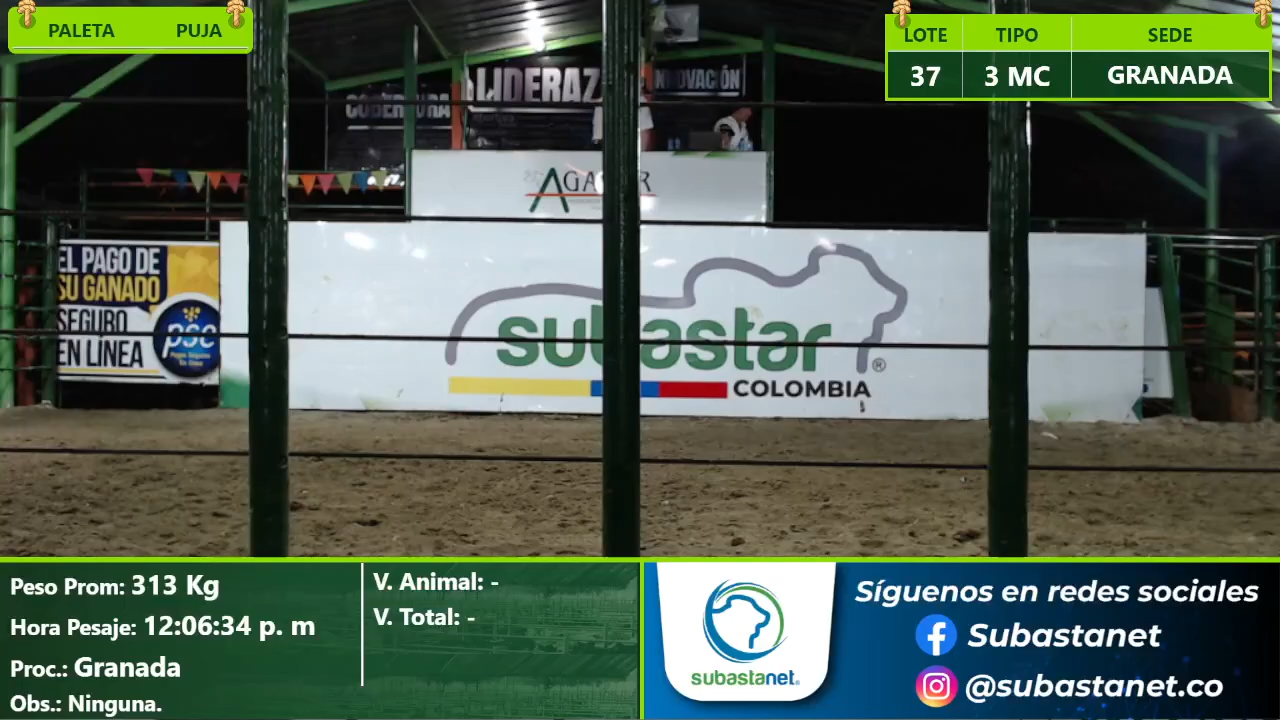 PALETA PUJA
LOTE TIPO SEDE
37 3 MC GRANADA
COBERTURA
INNOVACIÓN
EL PAGO DE
SU GANADO
SEGURO
EN LÍNEA
pse
subastar
®
COLOMBIA
Peso Prom: 313 Kg
Hora Pesaje: 12:06:34 p. m
Proc.: Granada
Obs.: Ninguna.
V. Animal: -
V. Total: -
subastanet®
Síguenos en redes sociales
Subastanet
@subastanet.co